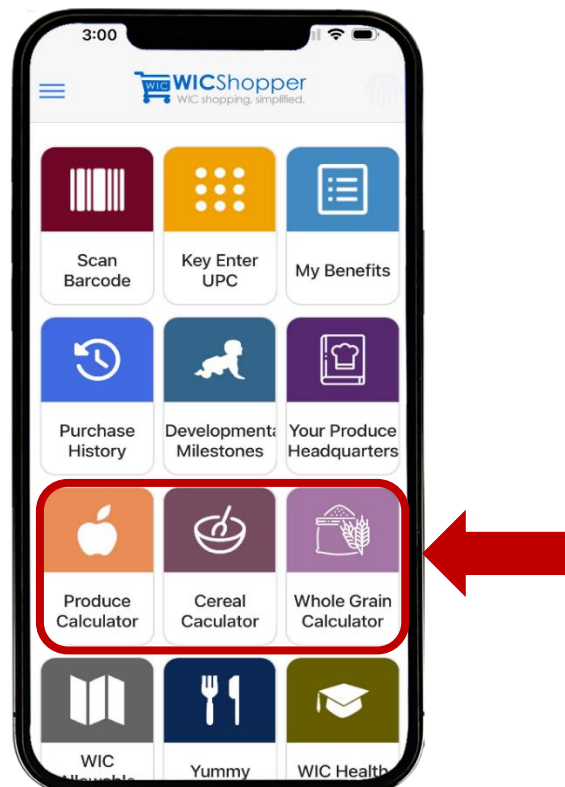 3:00
WIC
WICShopper
WIC shopping, simplified.
Scan
Barcode
Key Enter
UPC
My Benefits
Purchase
History
Developmenta
Milestones
Your Produce
Headquarters
Produce
Calculator
Cereal
Caculator
Whole Grain
Calculator
WIC
Yummy
WIC Health